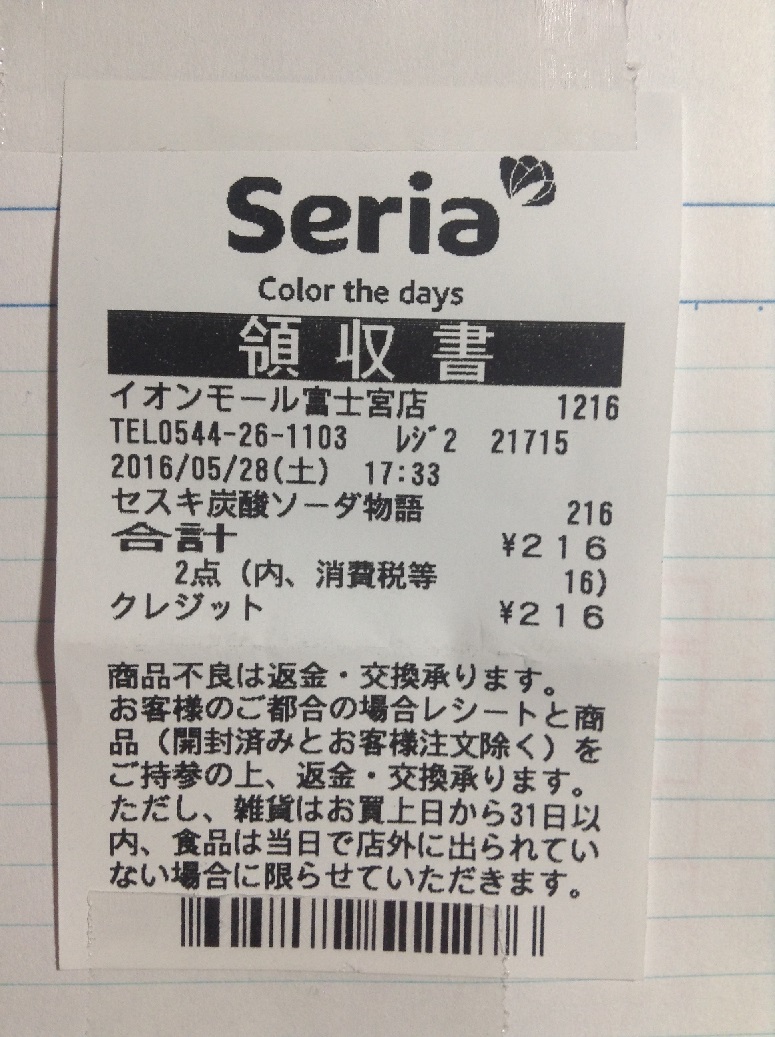 Seria
Color the days
領収書
イオンモール富士宮店 1216
TEL0544-26-1103 ﾚｼﾞ2 21715
2016/05/28(土) 17:33
セスキ炭酸ソーダ物語 216
合計 ¥216
2点（内、消費税等 16)
クレジット ¥216
商品不良は返金・交換承ります。
お客様のご都合の場合レシートと商
品（開封済みとお客様注文除く）を
ご持参の上、返金・交換承ります。
ただし、雑貨はお買上日から31日以
内、食品は当日で店外に出られてい
ない場合に限らせていただきます。